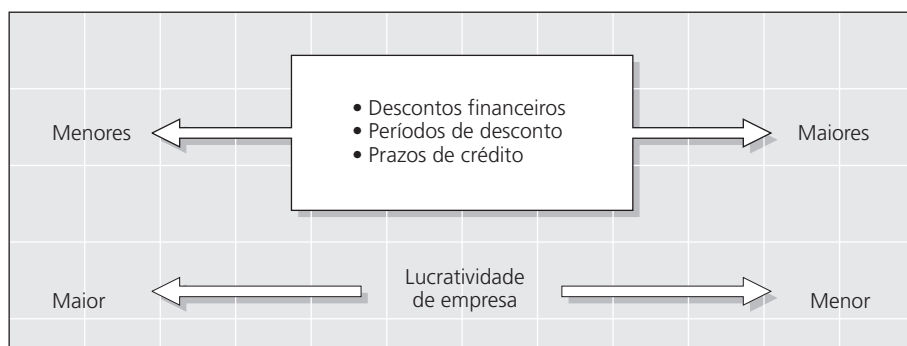 • Descontos financeiros
• Períodos de desconto
• Prazos de crédito
Menores
Maiores
Lucratividade
de empresa
Maior
Menor